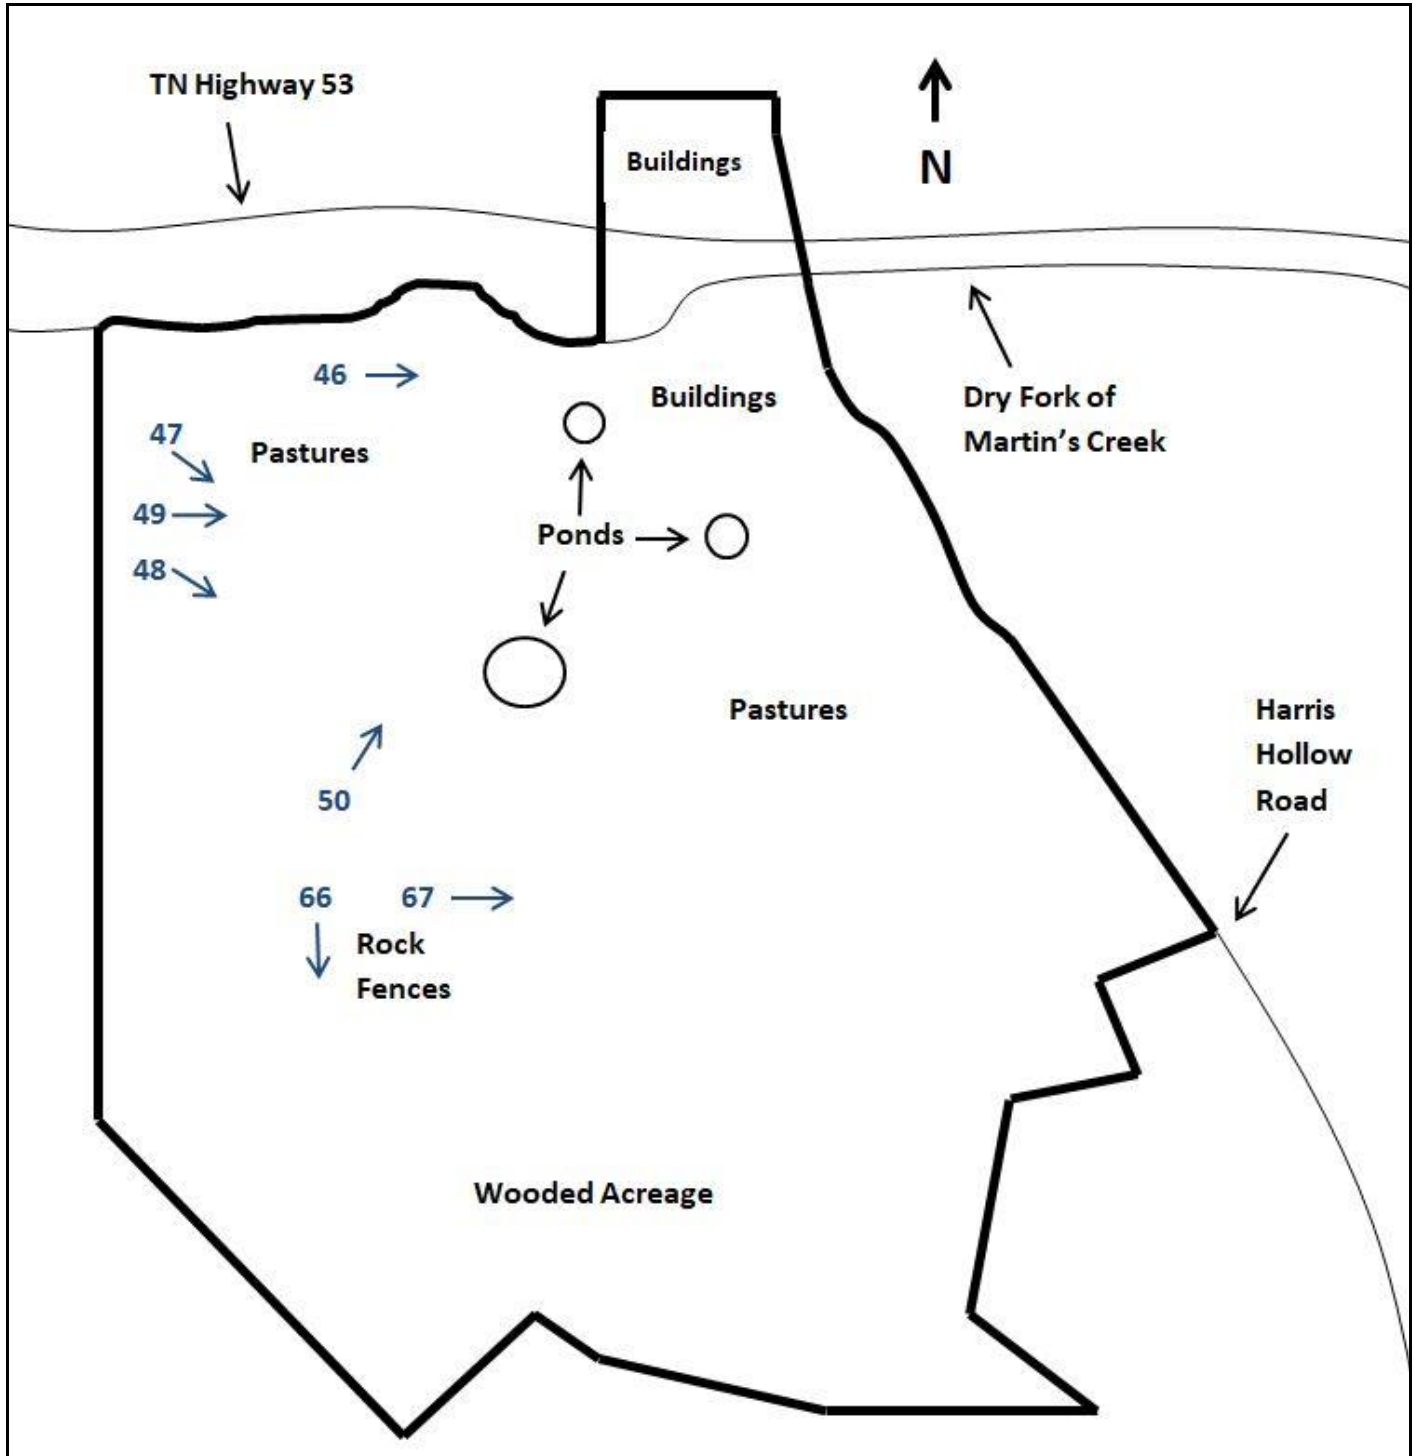 TN Highway 53
Buildings
N
46
Buildings
Dry Fork of
Martin's Creek
47
Pastures
49
Ponds
48
Pastures
Harris
Hollow
Road
50
66
67
Rock
Fences
Wooded Acreage